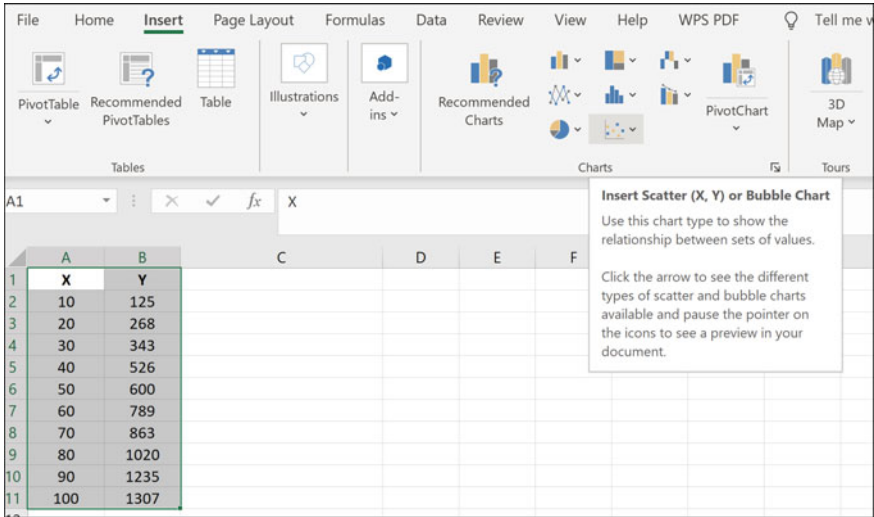 File Home Insert Page Layout Formulas Data Review View Help WPS PDF Tell me
PivotTable
Recommended
PivotTables
Table
Illustrations
Add-
ins
Recommended
Charts
PivotChart
3D
Map
Tables
Charts
Tours
A1 fx X
Insert Scatter (X, Y) or Bubble Chart
Use this chart type to show the
relationship between sets of values.
Click the arrow to see the different
types of scatter and bubble charts
available and pause the pointer on
the icons to see a preview in your
document.
A B C D E F
1 X Y
2 10 125
3 20 268
4 30 343
5 40 526
6 50 600
7 60 789
8 70 863
9 80 1020
10 90 1235
11 100 1307